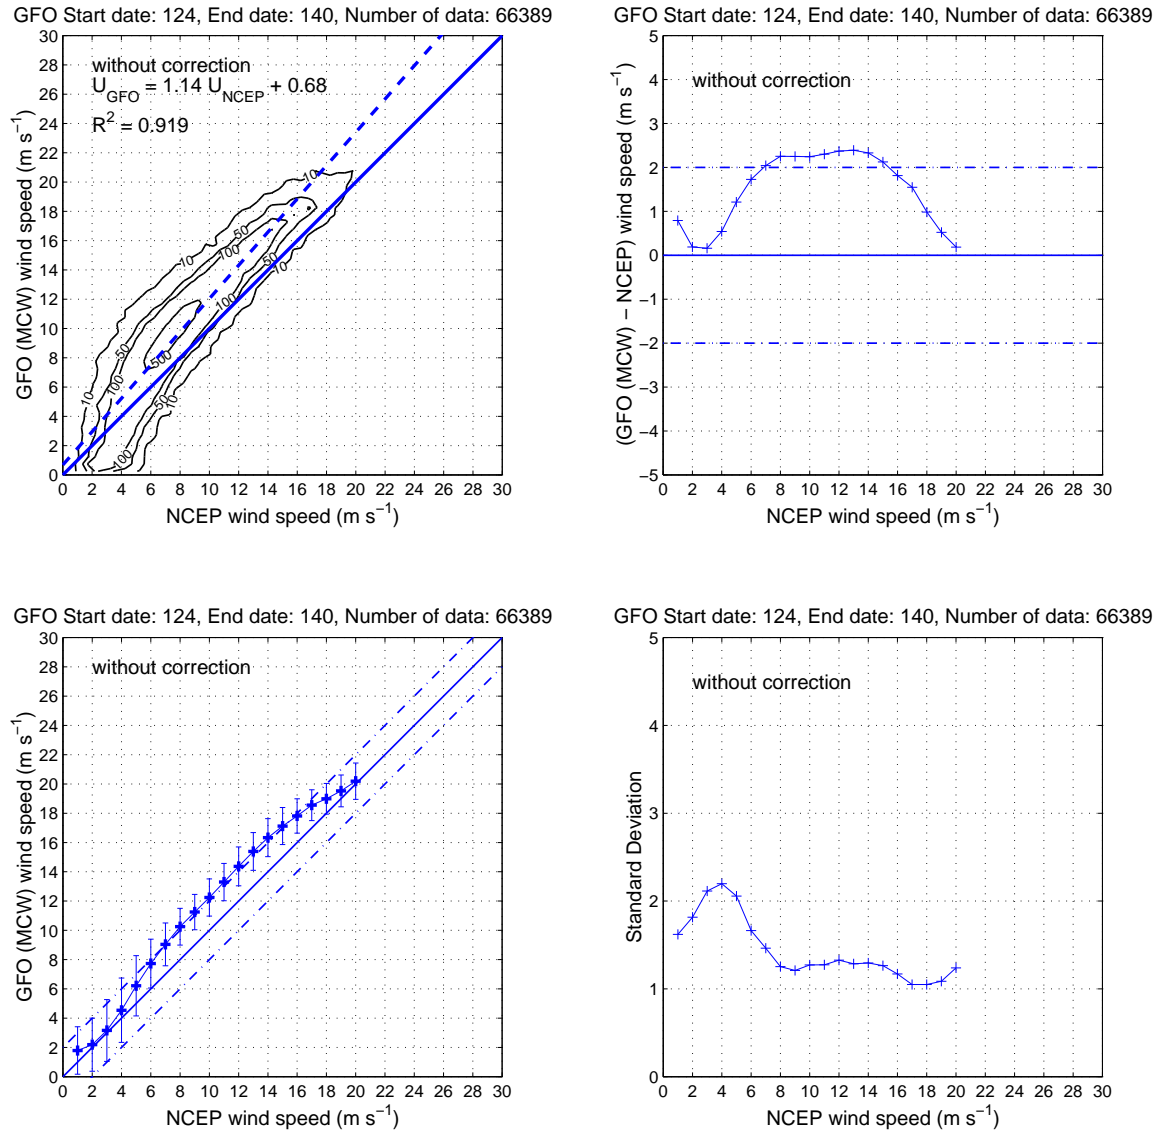 GFO Start date: 124, End date: 140, Number of data: 66389
without correction
U_GFO = 1.14 U_NCEP + 0.68
R² = 0.919
30
28
26
24
22
20
18
16
14
12
10
8
6
4
2
0
GFO (MCW) wind speed (m s⁻¹)
10
50
100
10
50
10
100
50
500
100
10
100
50
10
0 2 4 6 8 10 12 14 16 18 20 22 24 26 28 30
NCEP wind speed (m s⁻¹)
GFO Start date: 124, End date: 140, Number of data: 66389
without correction
5
4
3
2
1
0
−1
−2
−3
−4
−5
(GFO (MCW) − NCEP) wind speed (m s⁻¹)
0 2 4 6 8 10 12 14 16 18 20 22 24 26 28 30
NCEP wind speed (m s⁻¹)
GFO Start date: 124, End date: 140, Number of data: 66389
without correction
30
28
26
24
22
20
18
16
14
12
10
8
6
4
2
0
GFO (MCW) wind speed (m s⁻¹)
0 2 4 6 8 10 12 14 16 18 20 22 24 26 28 30
NCEP wind speed (m s⁻¹)
GFO Start date: 124, End date: 140, Number of data: 66389
without correction
5
4
3
2
1
0
Standard Deviation
0 2 4 6 8 10 12 14 16 18 20 22 24 26 28 30
NCEP wind speed (m s⁻¹)